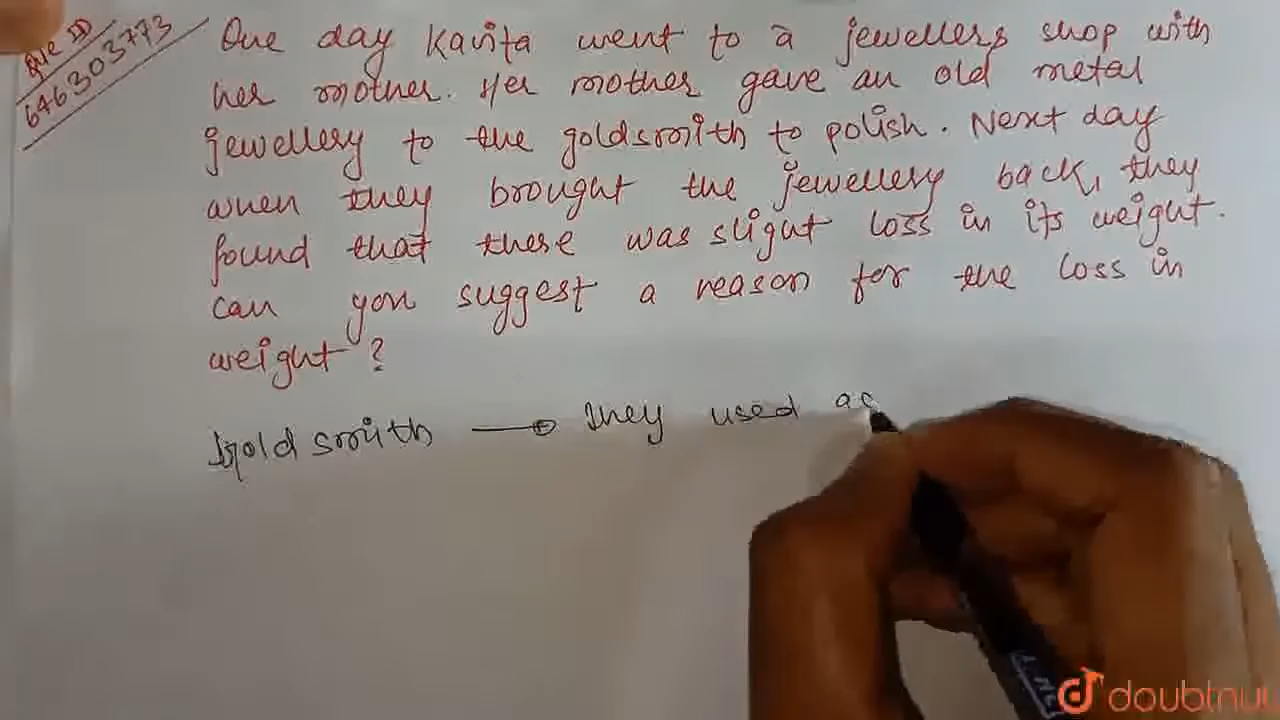 Que ID
646303773
One day Kavita went to a jewellers shop with
her mother. Her mother gave an old metal
jewellery to the goldsmith to polish. Next day
when they brought the jewellery back, they
found that there was slight loss in its weight.
can you suggest a reason for the loss in
weight?
Goldsmith → They used ac
doubtnut